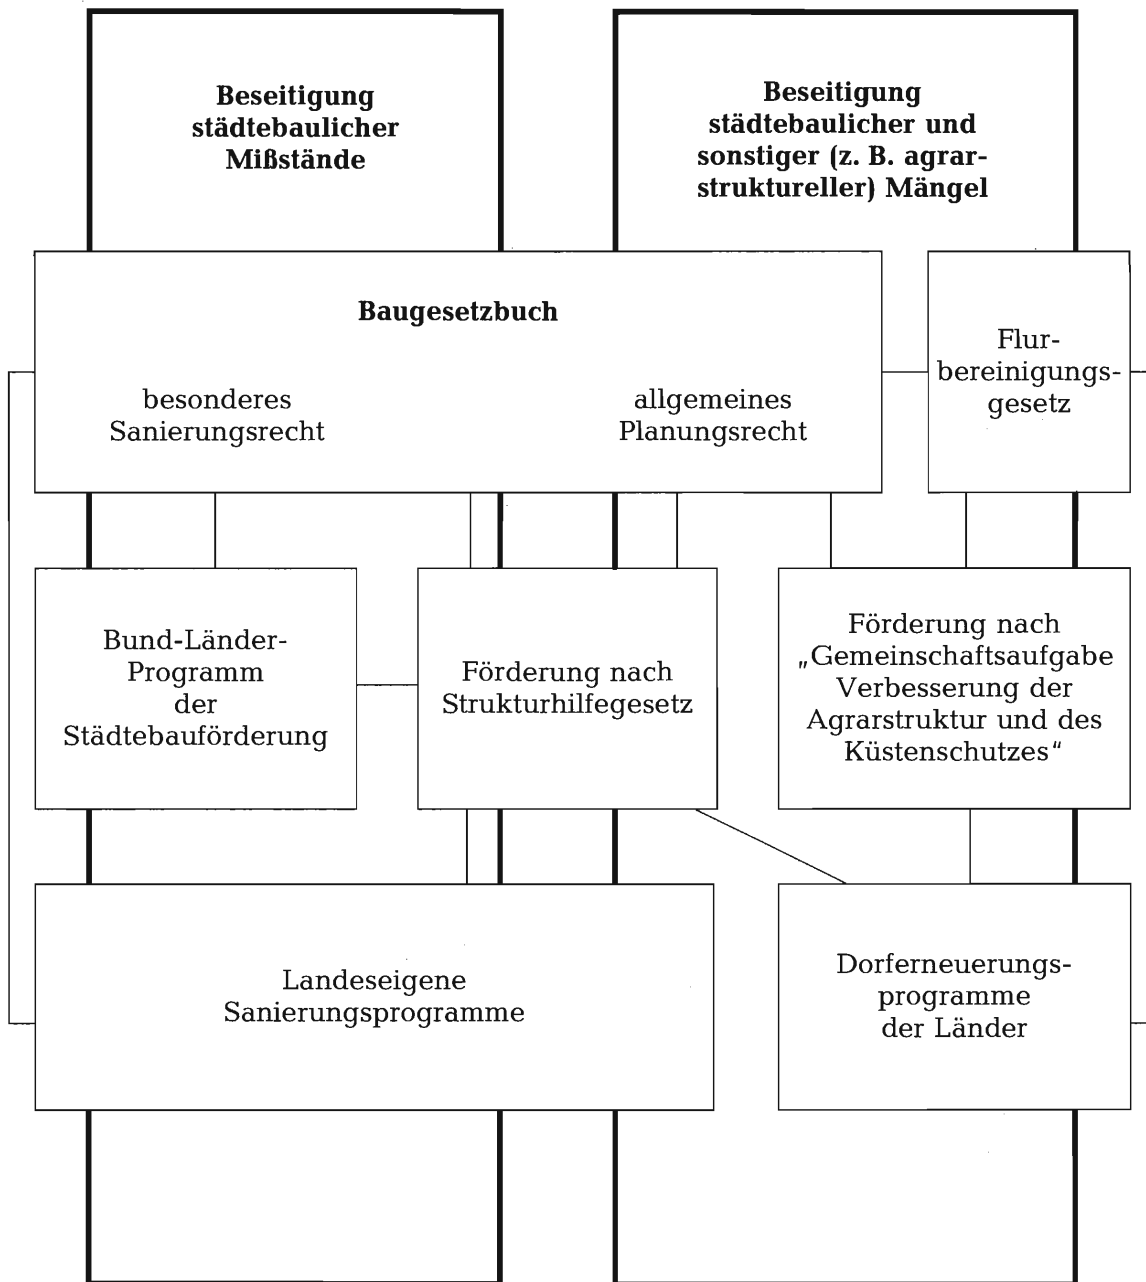 Beseitigung
städtebaulicher
Mißstände
Beseitigung
städtebaulicher und
sonstiger (z. B. agrar-
struktureller) Mängel
Baugesetzbuch
besonderes
Sanierungsrecht
allgemeines
Planungsrecht
Flur-
bereinigungs-
gesetz
Bund-Länder-
Programm
der
Städtebauförderung
Förderung nach
Strukturhilfegesetz
Förderung nach
„Gemeinschaftsaufgabe
Verbesserung der
Agrarstruktur und des
Küstenschutzes"
Landeseigene
Sanierungsprogramme
Dorferneuerungs-
programme
der Länder